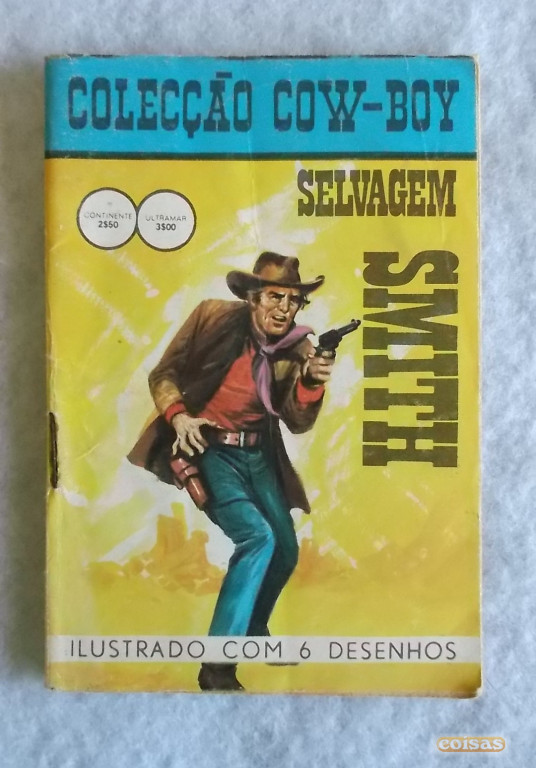 COLECÇÃO COW-BOY
SELVAGEM
SMITH
CONTINENTE
2$50
ULTRAMAR
3$00
ILUSTRADO COM 6 DESENHOS
coisas